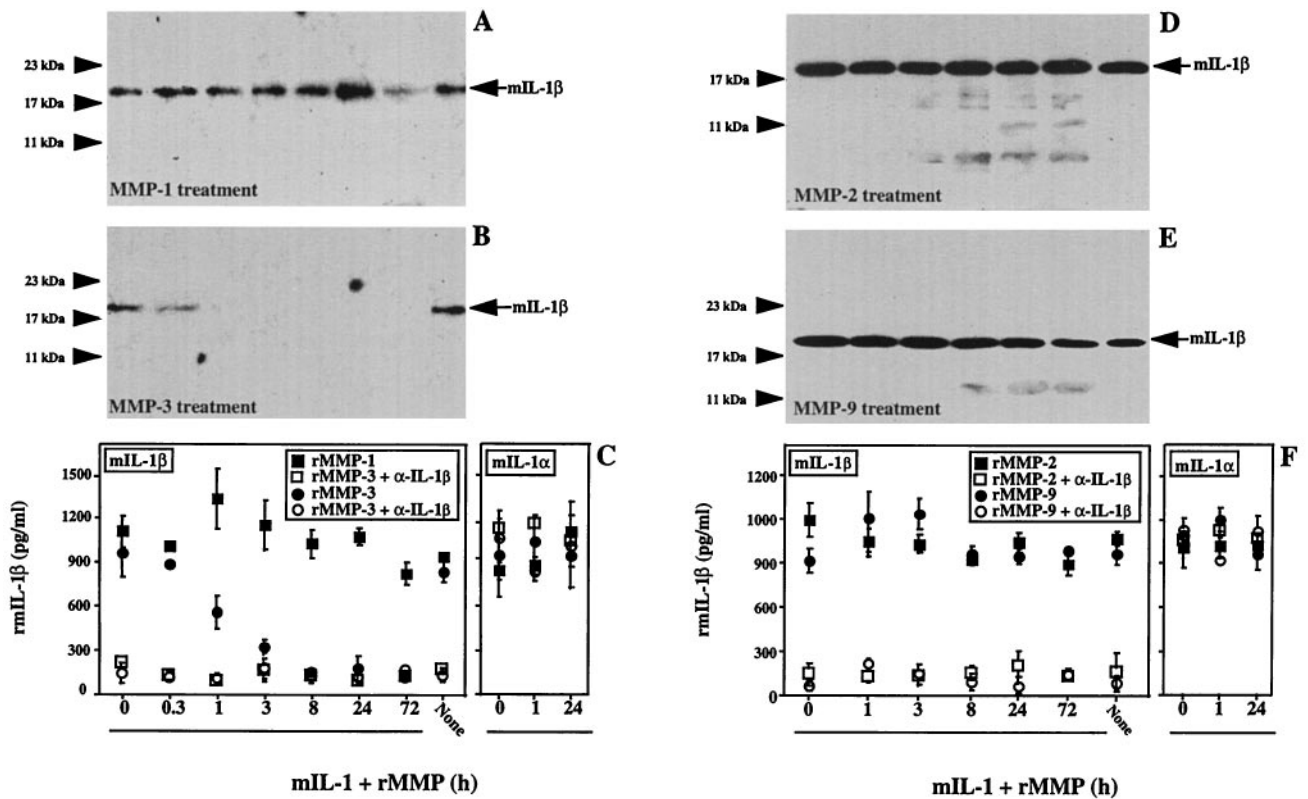 A
23 kDa
17 kDa
11 kDa
mIL-1β
MMP-1 treatment
B
23 kDa
17 kDa
11 kDa
mIL-1β
MMP-3 treatment
C
mIL-1β
rMMP-1
rMMP-3 + α-IL-1β
rMMP-3
rMMP-3 + α-IL-1β
mIL-1α
rmIL-1β (pg/ml)
1500
1200
900
600
300
0
0 0.3 1 3 8 24 72 None
0 1 24
mIL-1 + rMMP (h)
D
17 kDa
11 kDa
mIL-1β
MMP-2 treatment
E
23 kDa
17 kDa
11 kDa
mIL-1β
MMP-9 treatment
F
mIL-1β
rMMP-2
rMMP-2 + α-IL-1β
rMMP-9
rMMP-9 + α-IL-1β
mIL-1α
rmIL-1β (pg/ml)
1200
900
600
300
0
0 1 3 8 24 72 None
0 1 24
mIL-1 + rMMP (h)